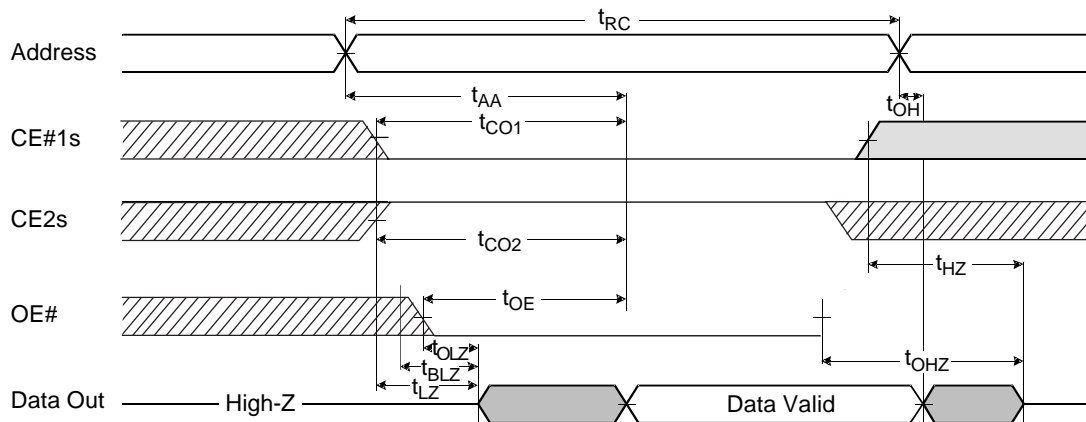 tRC
Address
tAA
tOH
CE#1s
tCO1
CE2s
tCO2
tHZ
OE#
tOE
tOLZ
tOHZ
tBLZ
tLZ
Data Out
High-Z
Data Valid